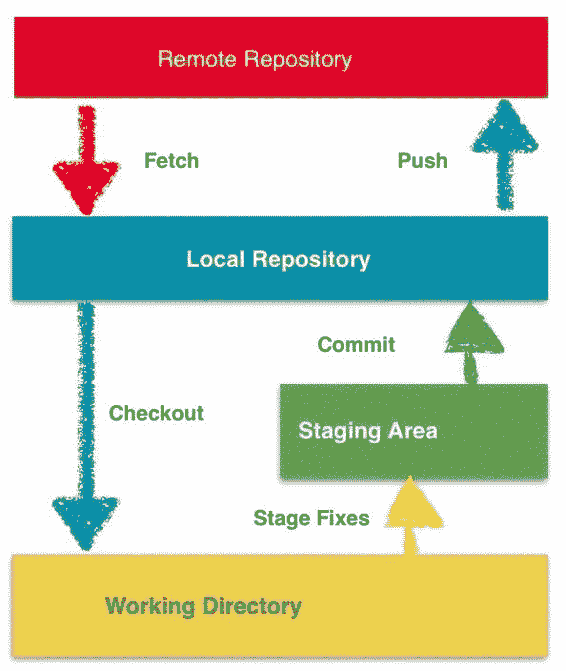 Remote Repository
Fetch
Push
Local Repository
Commit
Checkout
Staging Area
Stage Fixes
Working Directory